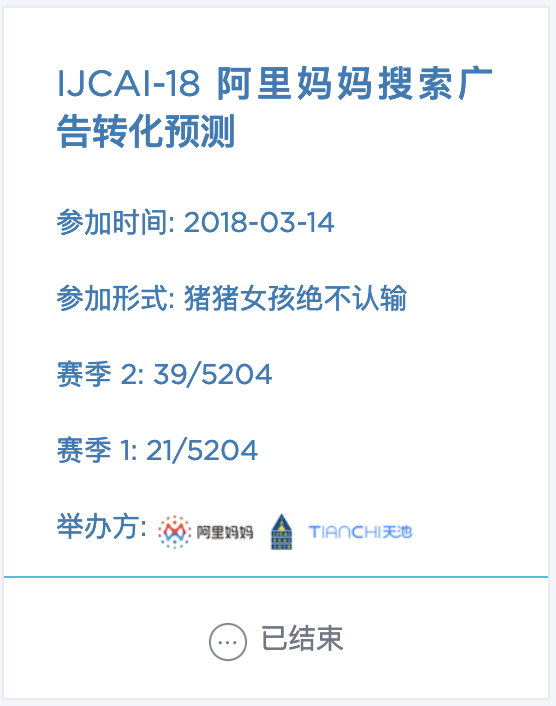 IJCAI-18 阿里妈妈搜索广
告转化预测
参加时间: 2018-03-14
参加形式: 猪猪女孩绝不认输
赛季 2: 39/5204
赛季 1: 21/5204
举办方: 阿里妈妈 TIANCHI天池
已结束